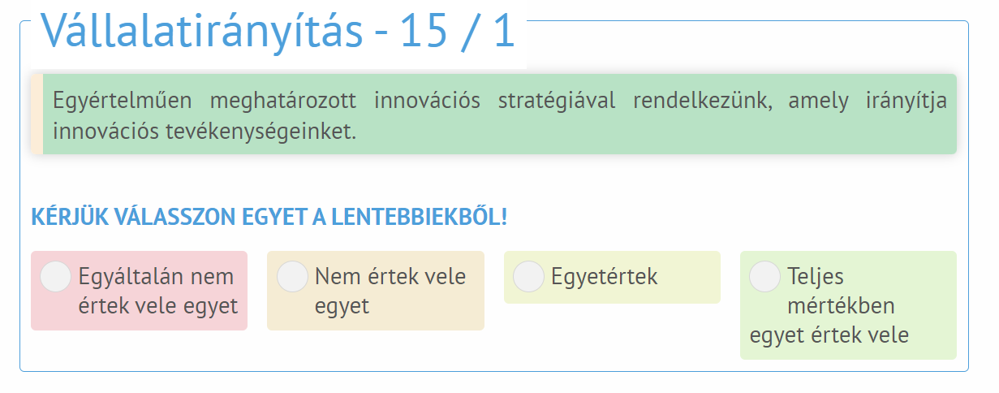 Vállalatirányítás - 15 / 1
Egyértelműen meghatározott innovációs stratégiával rendelkezünk, amely irányítja
innovációs tevékenységeinket.
KÉRJÜK VÁLASSZON EGYET A LENTEBBIEKBŐL!
Egyáltalán nem
értek vele egyet
Nem értek vele
egyet
Egyetértek
Teljes
mértékben
egyet értek vele